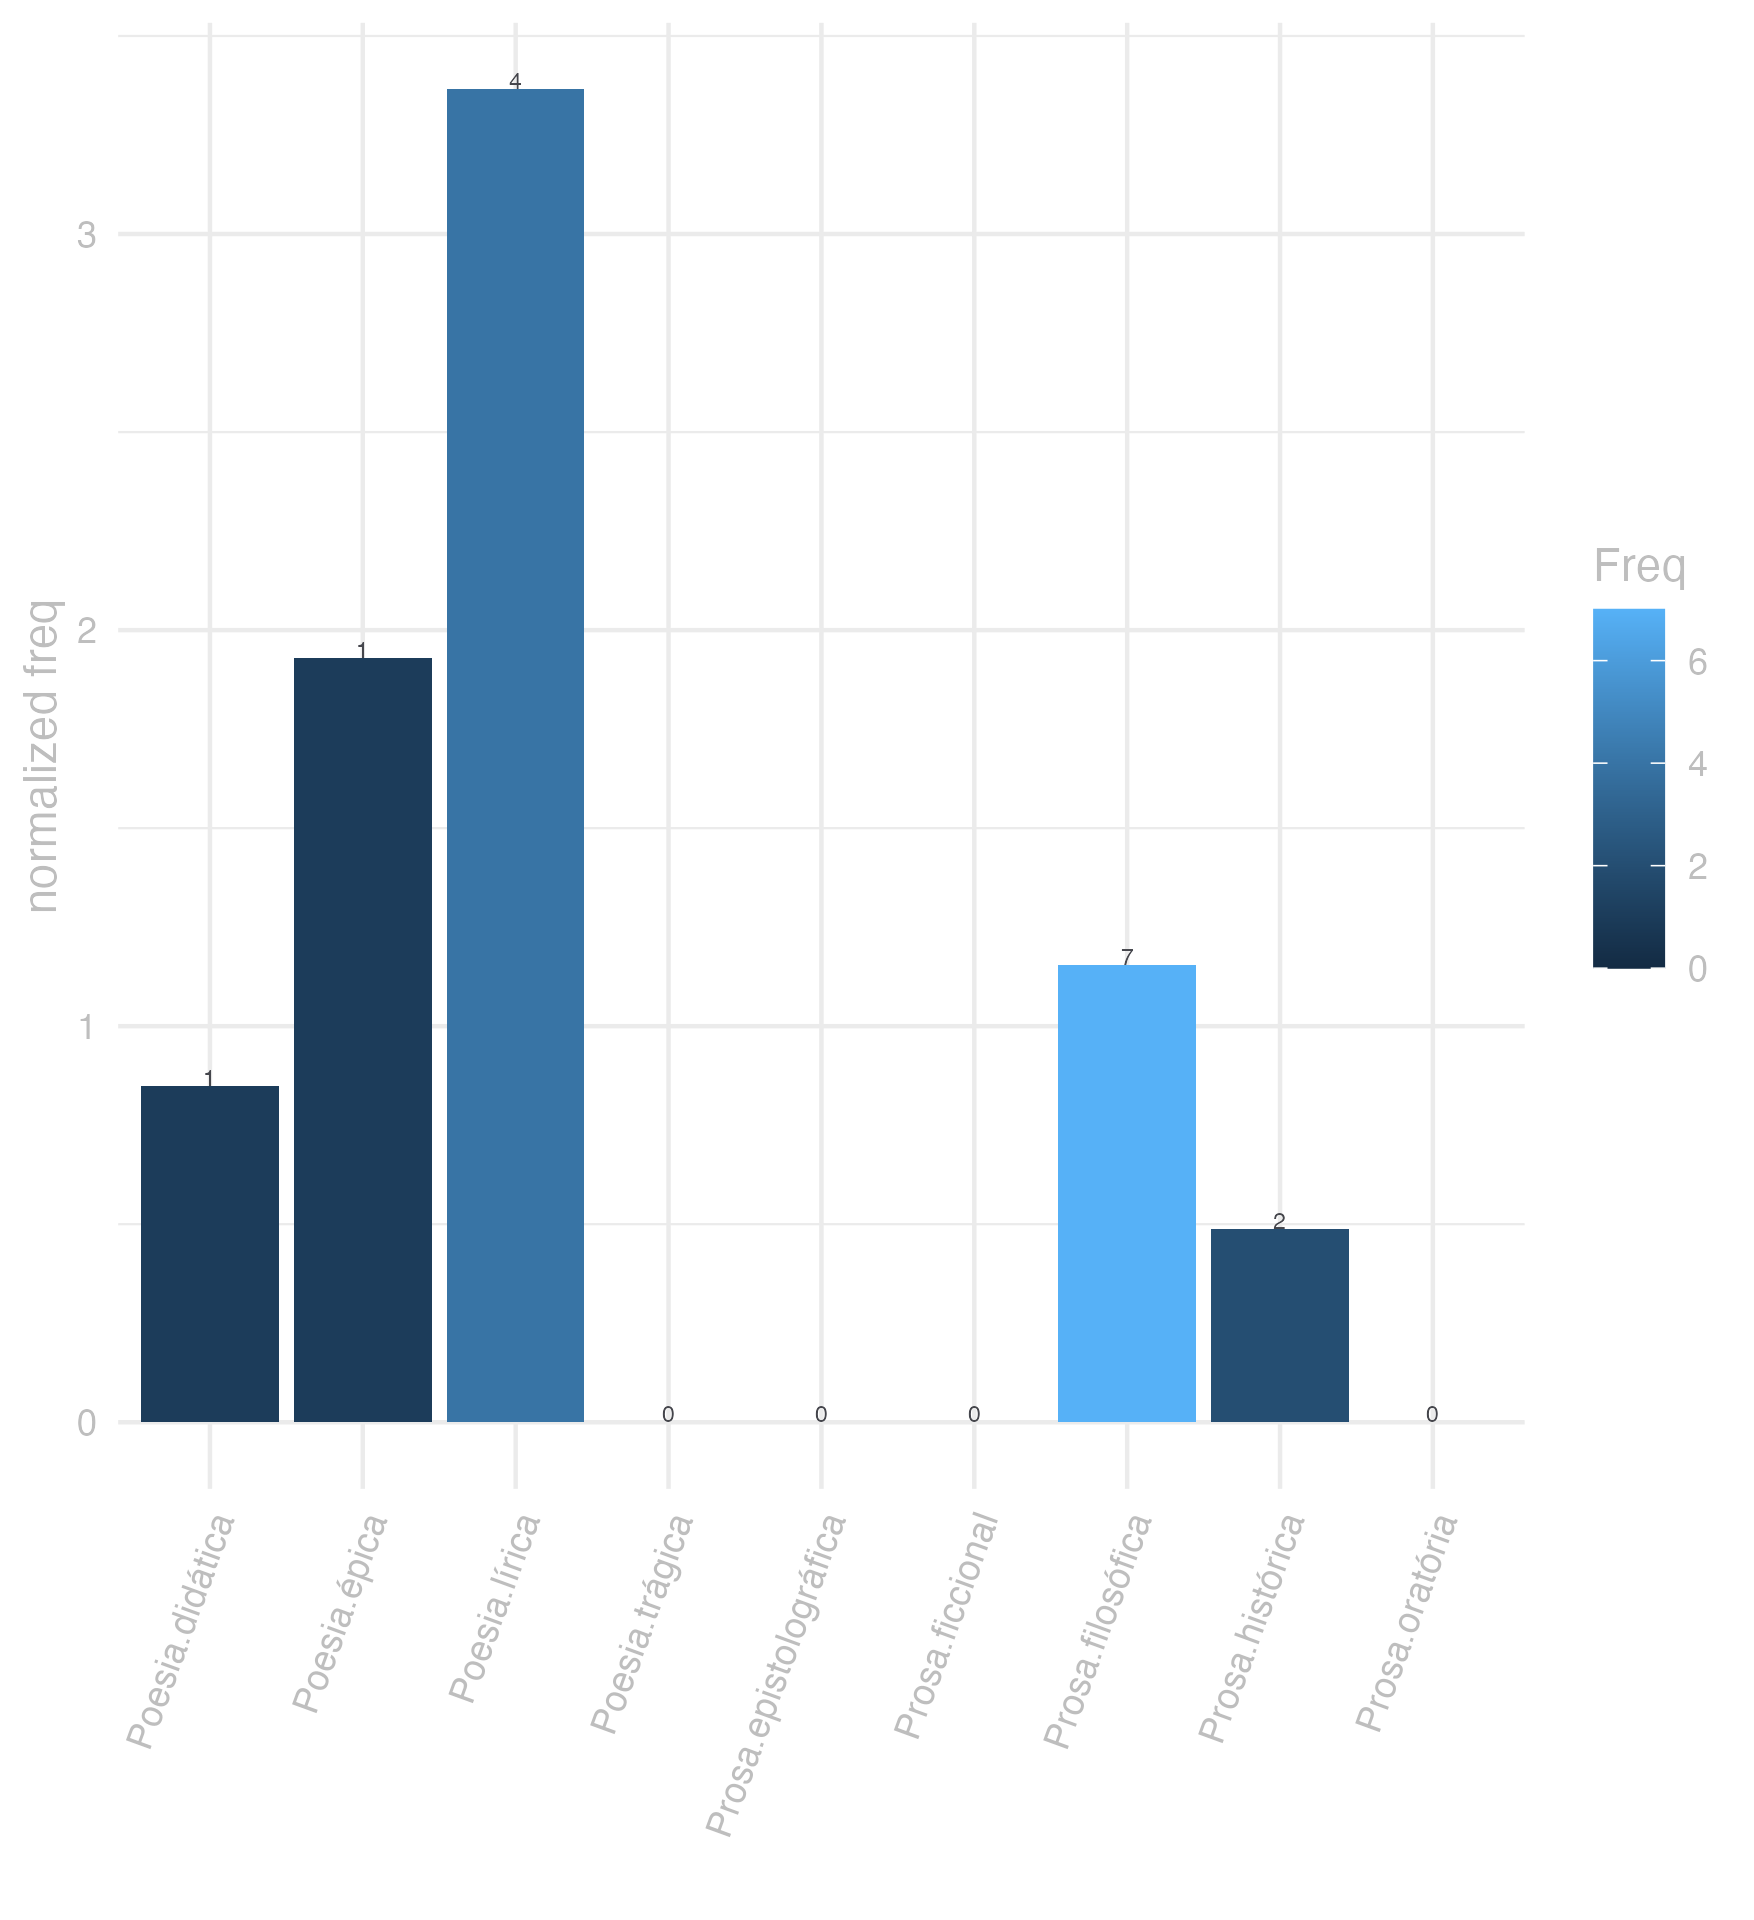 normalized freq
3
2
1
0
1
1
4
0
0
0
7
2
0
Poesia.didática
Poesia.épica
Poesia.lírica
Poesia.trágica
Prosa.epistolográfica
Prosa.ficcional
Prosa.filosófica
Prosa.histórica
Prosa.oratória
Freq
6
4
2
0